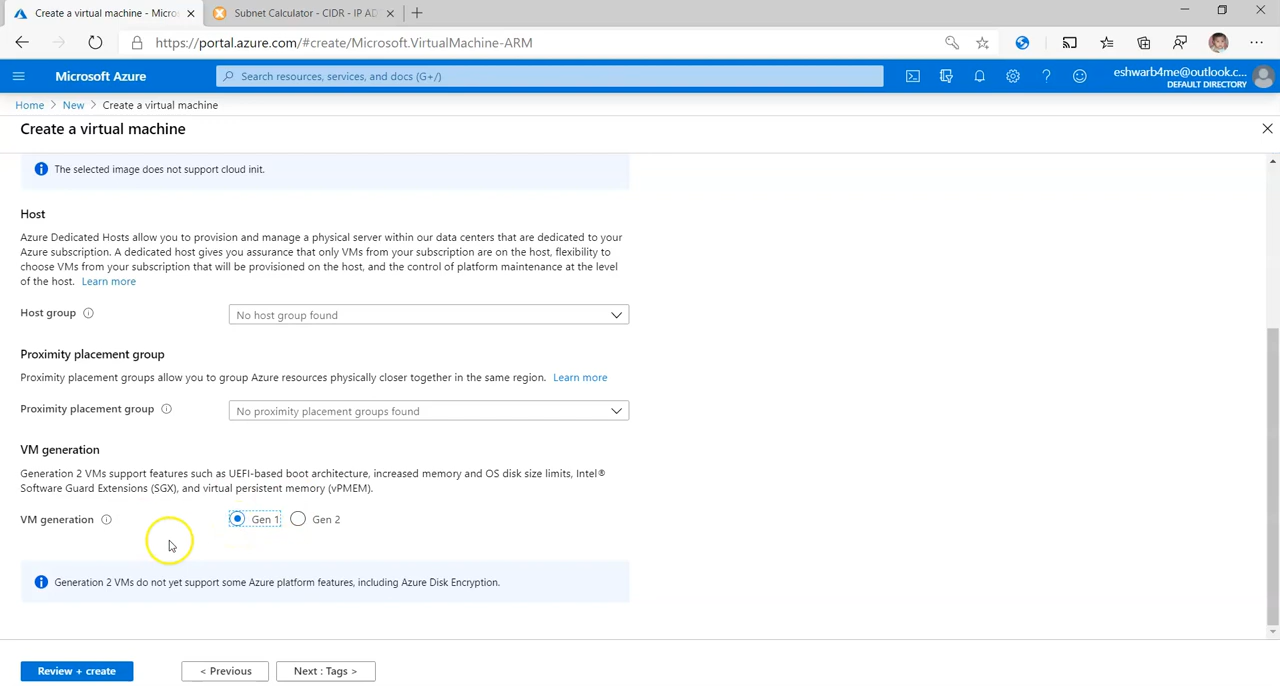 Create a virtual machine - Micro
Subnet Calculator - CIDR - IP AD
https://portal.azure.com/#create/Microsoft.VirtualMachine-ARM
Microsoft Azure
Search resources, services, and docs (G+/)
eshwarb4me@outlook.c...
DEFAULT DIRECTORY
Home > New > Create a virtual machine
Create a virtual machine
The selected image does not support cloud init.
Host
Azure Dedicated Hosts allow you to provision and manage a physical server within our data centers that are dedicated to your
Azure subscription. A dedicated host gives you assurance that only VMs from your subscription are on the host, flexibility to
choose VMs from your subscription that will be provisioned on the host, and the control of platform maintenance at the level
of the host. Learn more
Host group
No host group found
Proximity placement group
Proximity placement groups allow you to group Azure resources physically closer together in the same region. Learn more
Proximity placement group
No proximity placement groups found
VM generation
Generation 2 VMs support features such as UEFI-based boot architecture, increased memory and OS disk size limits, Intel®
Software Guard Extensions (SGX), and virtual persistent memory (vPMEM).
VM generation
Gen 1
Gen 2
Generation 2 VMs do not yet support some Azure platform features, including Azure Disk Encryption.
Review + create
< Previous
Next : Tags >